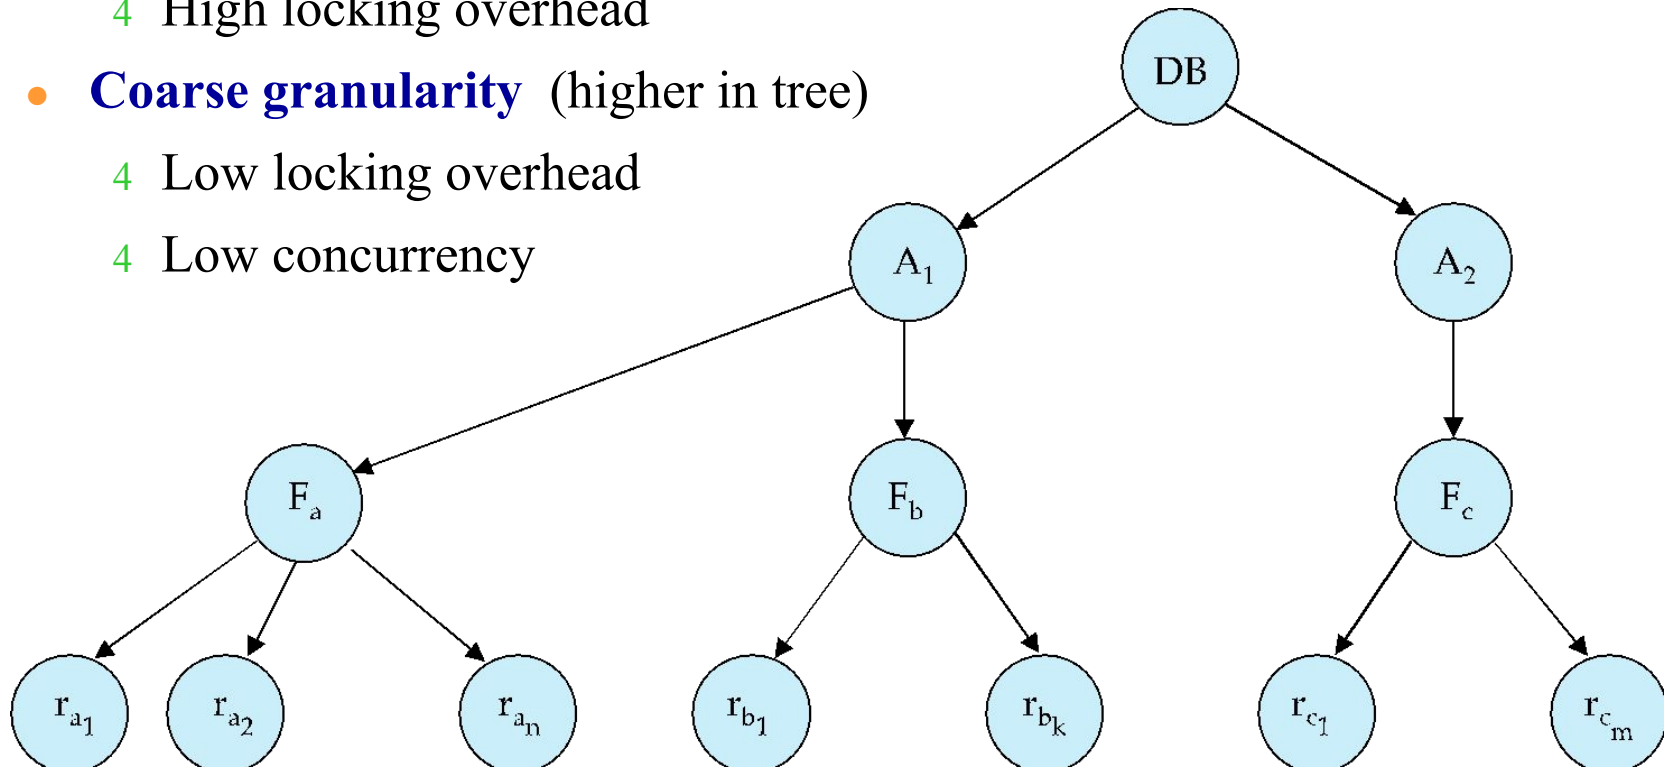 4 High locking overhead
• Coarse granularity (higher in tree)
4 Low locking overhead
4 Low concurrency
DB
A1 A2
Fa Fb Fc
ra1 ra2 ran rb1 rbk rc1 rcm